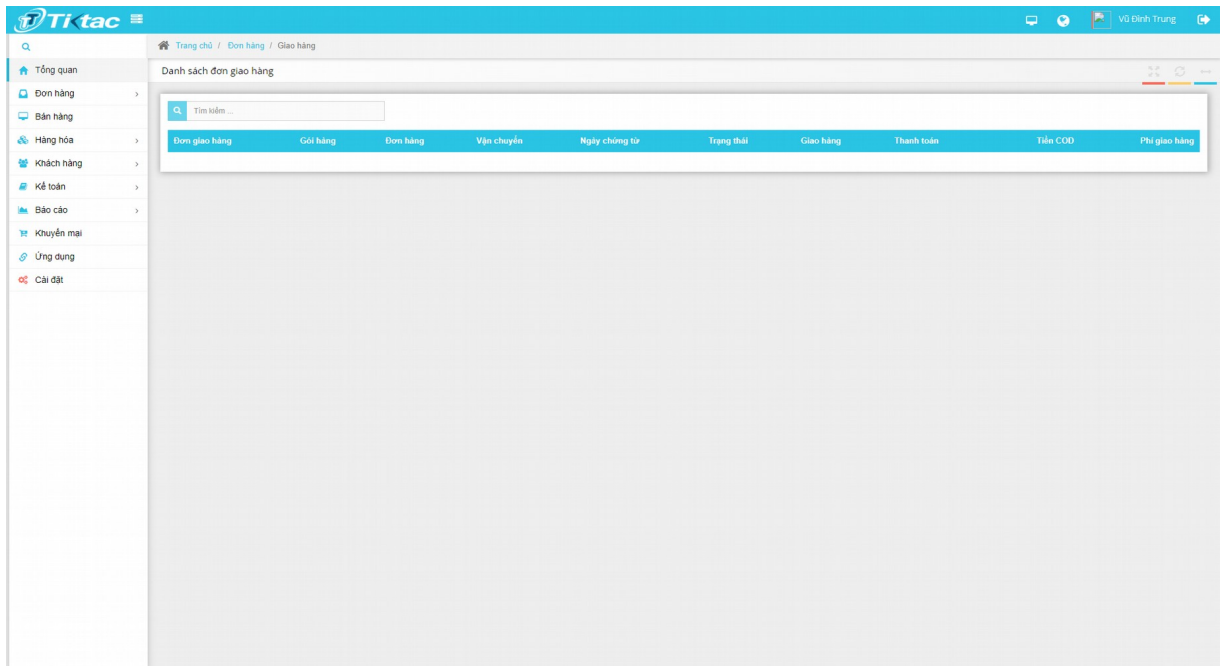 Tiktac
Vũ Đình Trung
Trang chủ / Đơn hàng / Giao hàng
Tổng quan
Đơn hàng
Bán hàng
Hàng hóa
Khách hàng
Kế toán
Báo cáo
Khuyến mại
Ứng dụng
Cài đặt
Danh sách đơn giao hàng
Tìm kiếm ...
Đơn giao hàng Gói hàng Đơn hàng Vận chuyển Ngày chứng từ Trạng thái Giao hàng Thanh toán Tiền COD Phí giao hàng